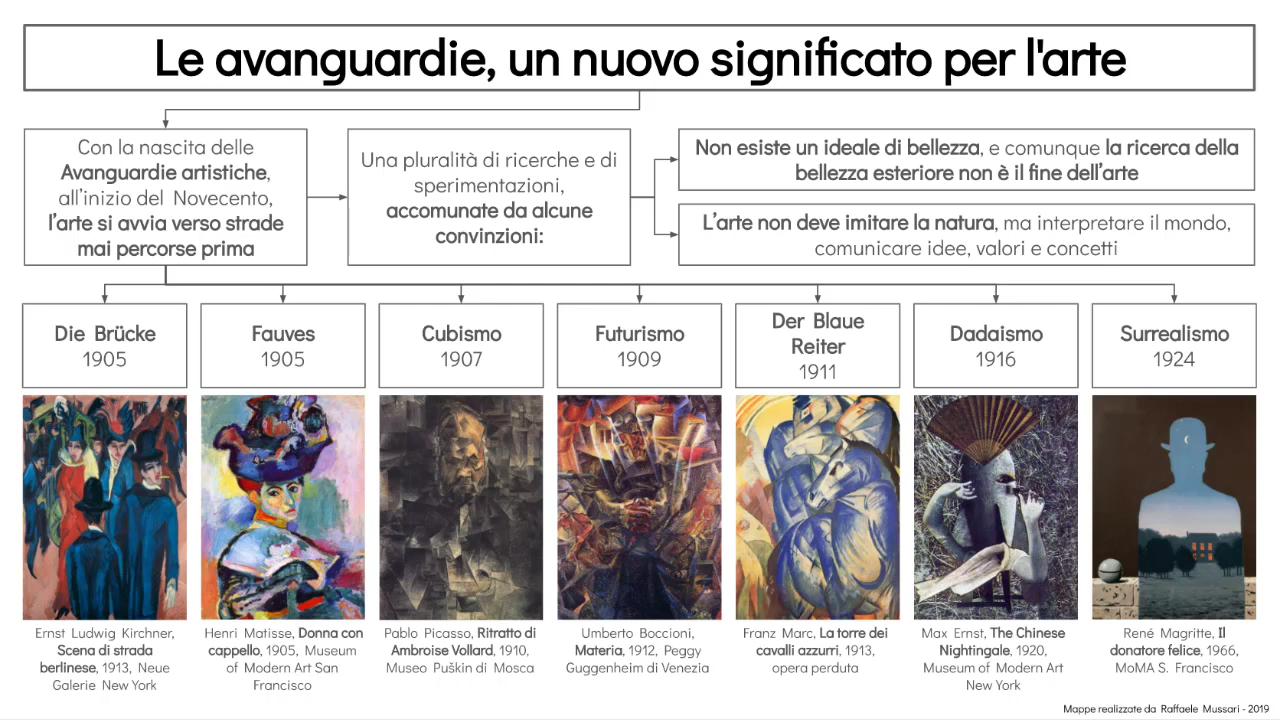 Le avanguardie, un nuovo significato per l'arte
Con la nascita delle
Avanguardie artistiche,
all’inizio del Novecento,
l’arte si avvia verso strade
mai percorse prima
Una pluralità di ricerche e di
sperimentazioni,
accomunate da alcune
convinzioni:
Non esiste un ideale di bellezza, e comunque la ricerca della
bellezza esteriore non è il fine dell’arte
L’arte non deve imitare la natura, ma interpretare il mondo,
comunicare idee, valori e concetti
Die Brücke
1905
Fauves
1905
Cubismo
1907
Futurismo
1909
Der Blaue
Reiter
1911
Dadaismo
1916
Surrealismo
1924
Ernst Ludwig Kirchner,
Scena di strada
berlinese, 1913, Neue
Galerie New York
Henri Matisse, Donna con
cappello, 1905, Museum
of Modern Art San
Francisco
Pablo Picasso, Ritratto di
Ambroise Vollard, 1910,
Museo Puškin di Mosca
Umberto Boccioni,
Materia, 1912, Peggy
Guggenheim di Venezia
Franz Marc, La torre dei
cavalli azzurri, 1913,
opera perduta
Max Ernst, The Chinese
Nightingale, 1920,
Museum of Modern Art
New York
René Magritte, Il
donatore felice, 1966,
MoMA S. Francisco
Mappe realizzate da Raffaele Mussari - 2019